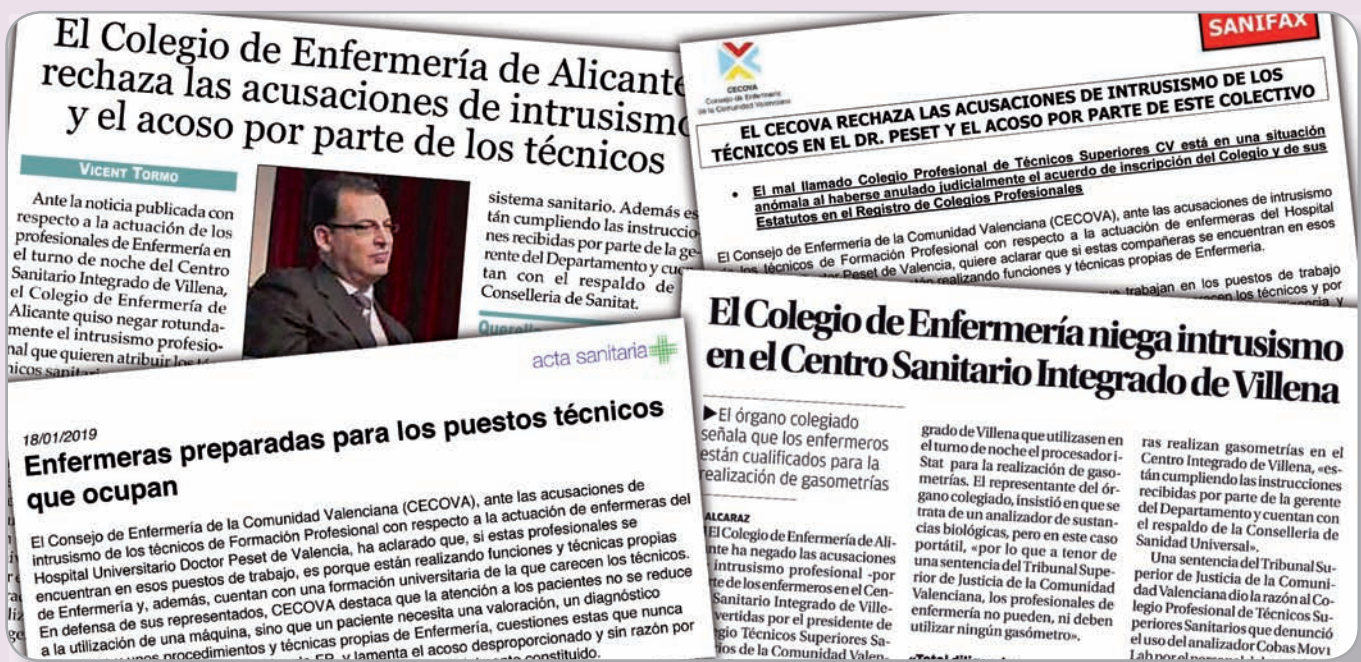 El Colegio de Enfermería de Alicante
rechaza las acusaciones de intrusismo
y el acoso por parte de los técnicos
VICENT TORMO
Ante la noticia publicada con
respecto a la actuación de los
profesionales de Enfermería en
el turno de noche del Centro
Sanitario Integrado de Villena,
el Colegio de Enfermería de
Alicante quiso negar rotunda-
mente el intrusismo profesio-
nal que quieren atribuir los
sistema sanitario. Además es-
tán cumpliendo las instruccio-
nes recibidas por parte de la ge-
rente del Departamento y cuen-
tan con el respaldo de
Conselleria de Sanitat.
SANIFAX
CECOVA
Consejo de Enfermería
de la Comunidad Valenciana
EL CECOVA RECHAZA LAS ACUSACIONES DE INTRUSISMO DE LOS
TÉCNICOS EN EL DR. PESET Y EL ACOSO POR PARTE DE ESTE COLECTIVO
• El mal llamado Colegio Profesional de Técnicos Superiores CV está en una situación
anómala al haberse anulado judicialmente el acuerdo de inscripción del Colegio y de sus
Estatutos en el Registro de Colegios Profesionales
El Consejo de Enfermería de la Comunidad Valenciana (CECOVA), ante las acusaciones de intrusismo
de los técnicos de Formación Profesional con respecto a la actuación de enfermeras del Hospital
Peset de Valencia, quiere aclarar que si estas compañeras se encuentran en esos
realizando funciones y técnicas propias de Enfermería.
trabajan en los puestos de trabajo
los técnicos y por
acta sanitaria
18/01/2019
Enfermeras preparadas para los puestos técnicos
que ocupan
El Consejo de Enfermería de la Comunidad Valenciana (CECOVA), ante las acusaciones de
intrusismo de los técnicos de Formación Profesional con respecto a la actuación de enfermeras del
Hospital Universitario Doctor Peset de Valencia, ha aclarado que, si estas profesionales se
encuentran en esos puestos de trabajo, es porque están realizando funciones y técnicas propias
de Enfermería y, además, cuentan con una formación universitaria de la que carecen los técnicos.
En defensa de sus representados, CECOVA destaca que la atención a los pacientes no se reduce
a la utilización de una máquina, sino que un paciente necesita una valoración, un diagnóstico
unos procedimientos y técnicas propias de Enfermería, cuestiones estas que nunca
FP, y lamenta el acoso desproporcionado y sin razón por
constituido.
El Colegio de Enfermería niega intrusismo
en el Centro Sanitario Integrado de Villena
▶El órgano colegiado
señala que los enfermeros
están cualificados para la
realización de gasometrías
ALCARAZ
El Colegio de Enfermería de Ali-
nte ha negado las acusaciones
intrusismo profesional -por
te de los enfermeros en el Cen-
Sanitario Integrado de Ville-
vertidas por el presidente de
gio Técnicos Superiores Sa-
ios de la Comunidad Valen-
grado de Villena que utilizasen en
el turno de noche el procesador i-
Stat para la realización de gaso-
metrías. El representante del ór-
gano colegiado, insistió en que se
trata de un analizador de sustan-
cias biológicas, pero en este caso
portátil, «por lo que a tenor de
una sentencia del Tribunal Supe-
rior de Justicia de la Comunidad
Valenciana, los profesionales de
enfermería no pueden, ni deben
utilizar ningún gasómetro».
ras realizan gasometrías en el
Centro Integrado de Villena, «es-
tán cumpliendo las instrucciones
recibidas por parte de la gerente
del Departamento y cuentan con
el respaldo de la Conselleria de
Sanidad Universal».
Una sentencia del Tribunal Su-
perior de Justicia de la Comuni-
dad Valenciana dio la razón al Co-
legio Profesional de Técnicos Su-
periores Sanitarios que denunció
el uso del analizador Cobas Mov1